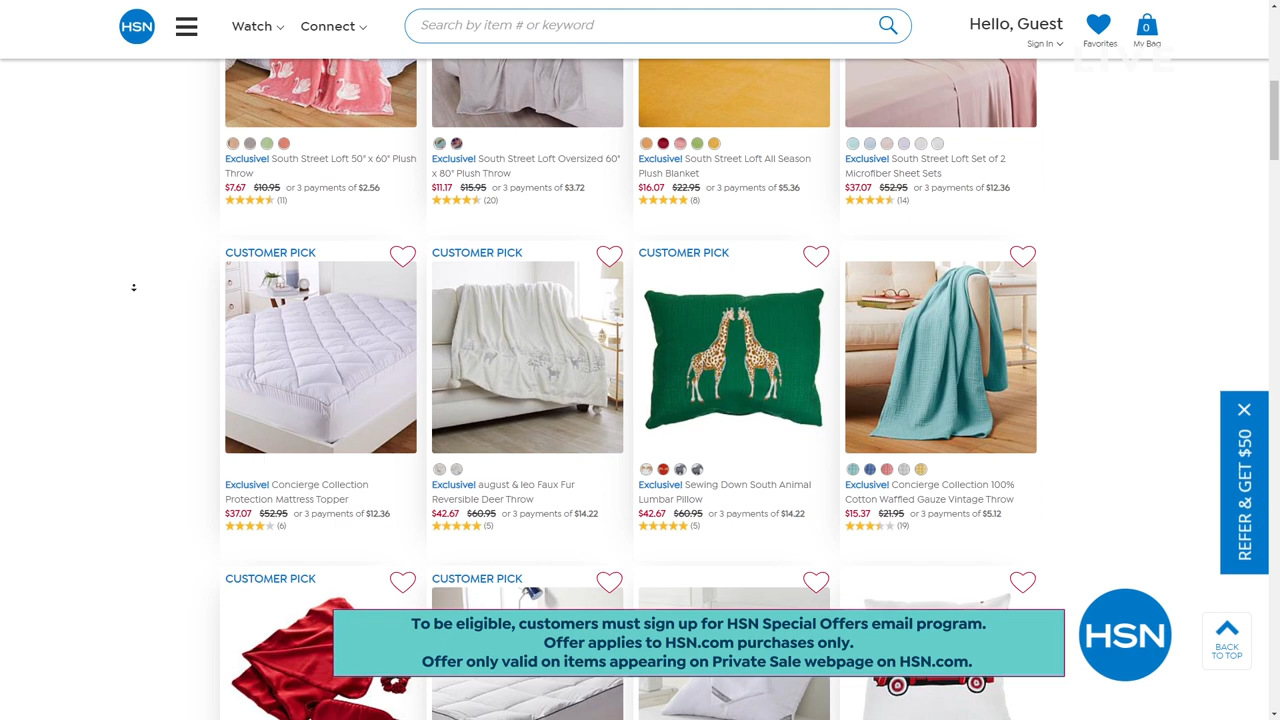 HSN
Watch
Connect
Search by item # or keyword
Hello, Guest
Sign In
Favorites
0
My Bag
LIVE
Exclusive! South Street Loft 50" x 60" Plush
Throw
$7.67 $10.95 or 3 payments of $2.56
(11)
Exclusive! South Street Loft Oversized 60"
x 80" Plush Throw
$11.17 $15.95 or 3 payments of $3.72
(20)
Exclusive! South Street Loft All Season
Plush Blanket
$16.07 $22.95 or 3 payments of $5.36
(8)
Exclusive! South Street Loft Set of 2
Microfiber Sheet Sets
$37.07 $52.95 or 3 payments of $12.36
(14)
CUSTOMER PICK
Exclusive! Concierge Collection
Protection Mattress Topper
$37.07 $52.95 or 3 payments of $12.36
(6)
CUSTOMER PICK
Exclusive! august & leo Faux Fur
Reversible Deer Throw
$42.67 $60.95 or 3 payments of $14.22
(5)
CUSTOMER PICK
Exclusive! Sewing Down South Animal
Lumbar Pillow
$42.67 $60.95 or 3 payments of $14.22
(5)
Exclusive! Concierge Collection 100%
Cotton Waffled Gauze Vintage Throw
$15.37 $21.95 or 3 payments of $5.12
(19)
REFER & GET $50
CUSTOMER PICK
CUSTOMER PICK
To be eligible, customers must sign up for HSN Special Offers email program.
Offer applies to HSN.com purchases only.
Offer only valid on items appearing on Private Sale webpage on HSN.com.
HSN
BACK
TO TOP